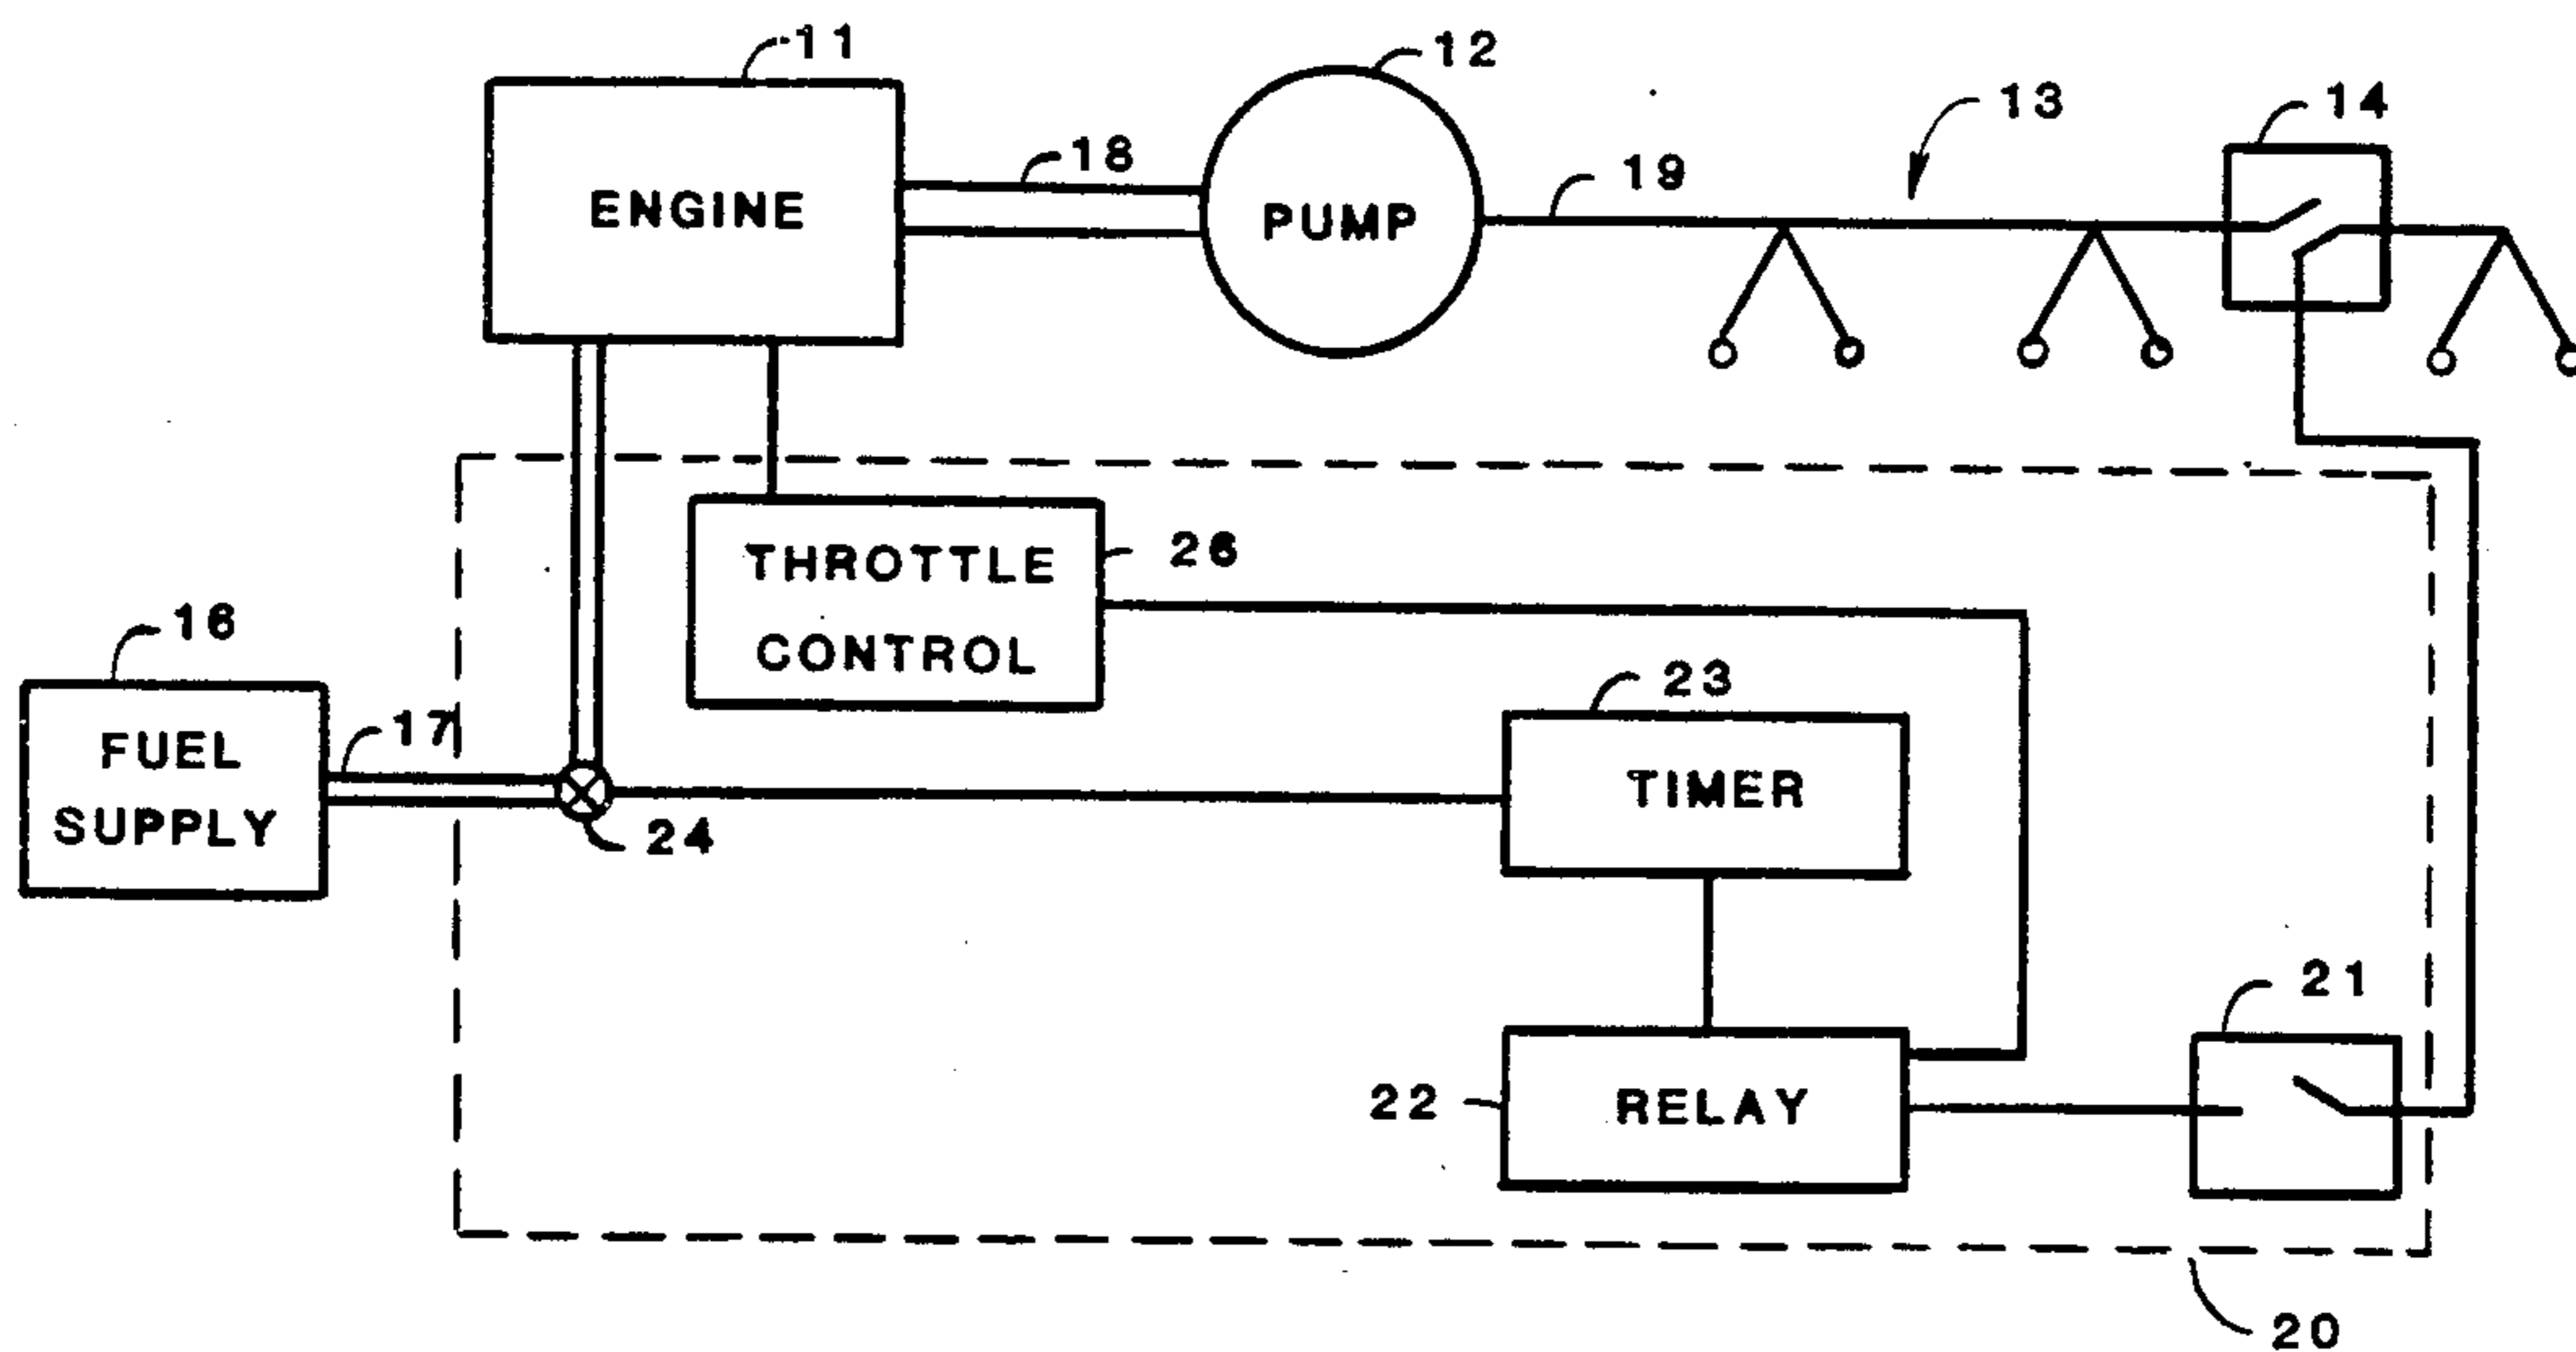 11
12
13
14
18
19
ENGINE
PUMP
THROTTLE
CONTROL
26
16
17
FUEL
SUPPLY
23
TIMER
24
21
22
RELAY
20